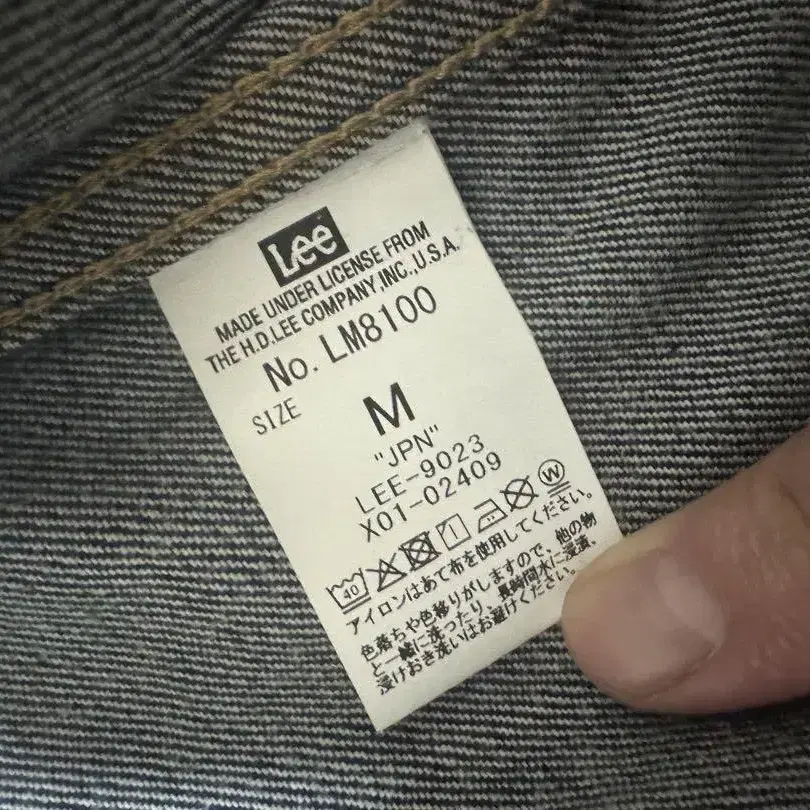 Lee
MADE UNDER LICENSE FROM
THE H.D.LEE COMPANY,INC.,U.S.A.
No. LM8100
SIZE M
"JPN"
LEE-9023
X01-02409
40 W
アイロンはあて布を使用してください。
色落ちや色移りがしますので、他の物
と一緒に洗ったり、長時間水に浸漬、
浸けおき洗いはお避けください。